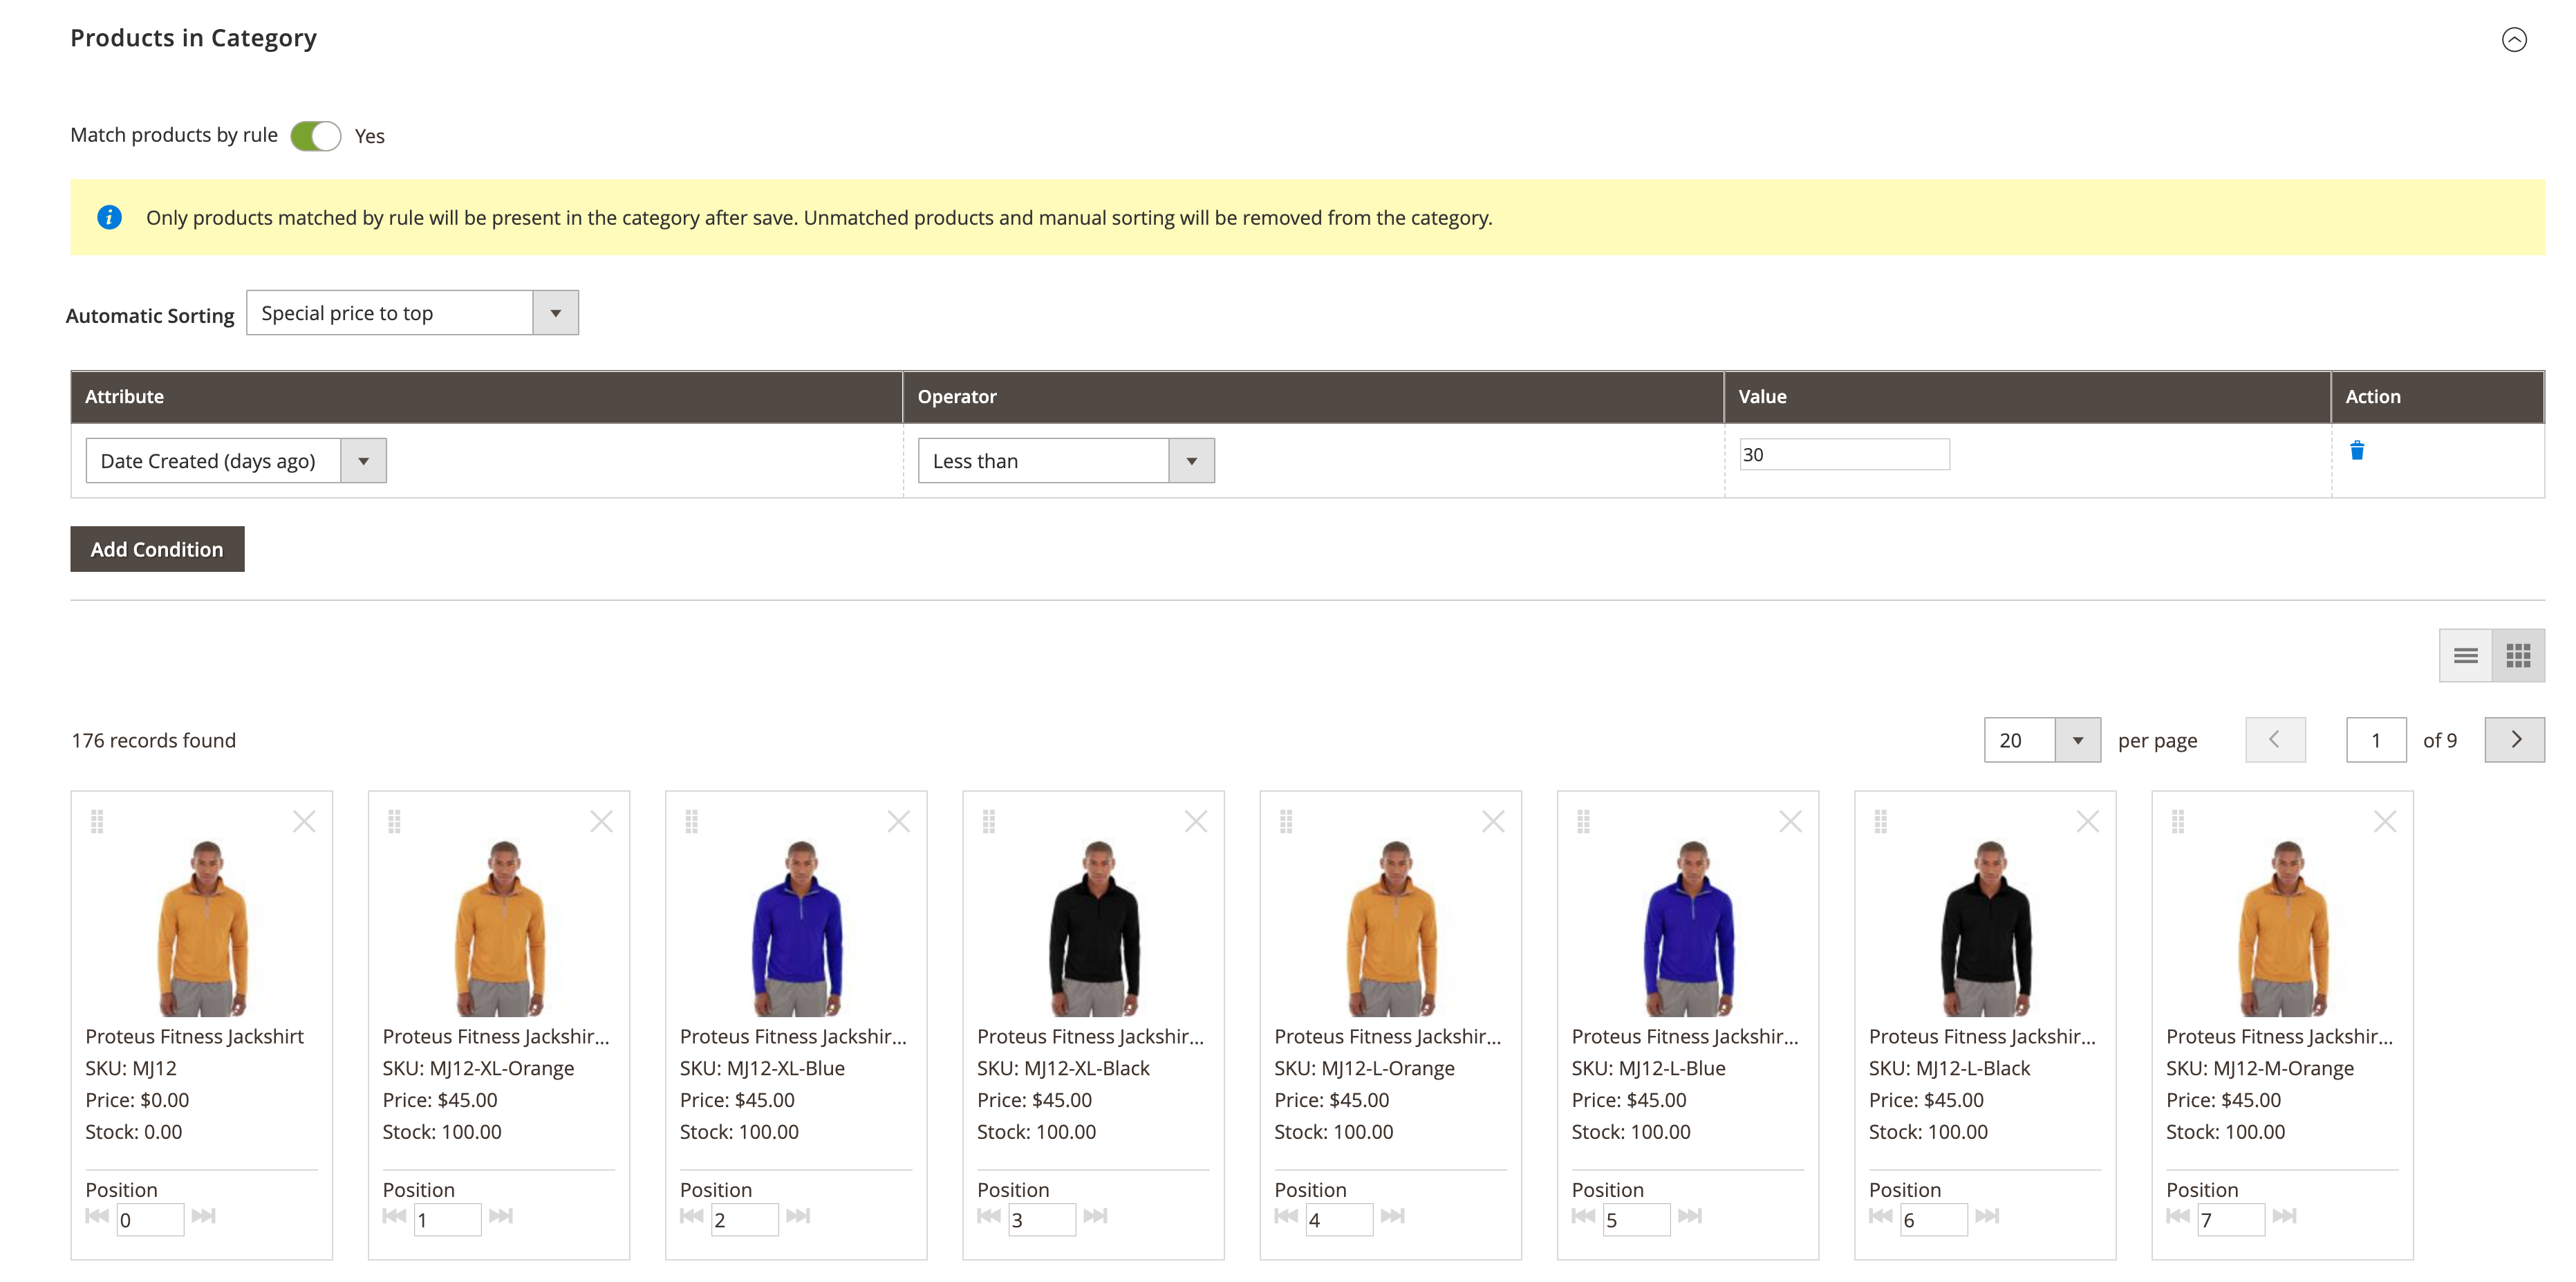 Products in Category
Match products by rule Yes
Only products matched by rule will be present in the category after save. Unmatched products and manual sorting will be removed from the category.
Automatic Sorting Special price to top
Attribute Operator Value Action
Date Created (days ago) Less than 30
Add Condition
176 records found 20 per page 1 of 9
Proteus Fitness Jackshirt Proteus Fitness Jackshir... Proteus Fitness Jackshir... Proteus Fitness Jackshir... Proteus Fitness Jackshir... Proteus Fitness Jackshir... Proteus Fitness Jackshir... Proteus Fitness Jackshir...
SKU: MJ12 SKU: MJ12-XL-Orange SKU: MJ12-XL-Blue SKU: MJ12-XL-Black SKU: MJ12-L-Orange SKU: MJ12-L-Blue SKU: MJ12-L-Black SKU: MJ12-M-Orange
Price: $0.00 Price: $45.00 Price: $45.00 Price: $45.00 Price: $45.00 Price: $45.00 Price: $45.00 Price: $45.00
Stock: 0.00 Stock: 100.00 Stock: 100.00 Stock: 100.00 Stock: 100.00 Stock: 100.00 Stock: 100.00 Stock: 100.00
Position Position Position Position Position Position Position Position
0 1 2 3 4 5 6 7